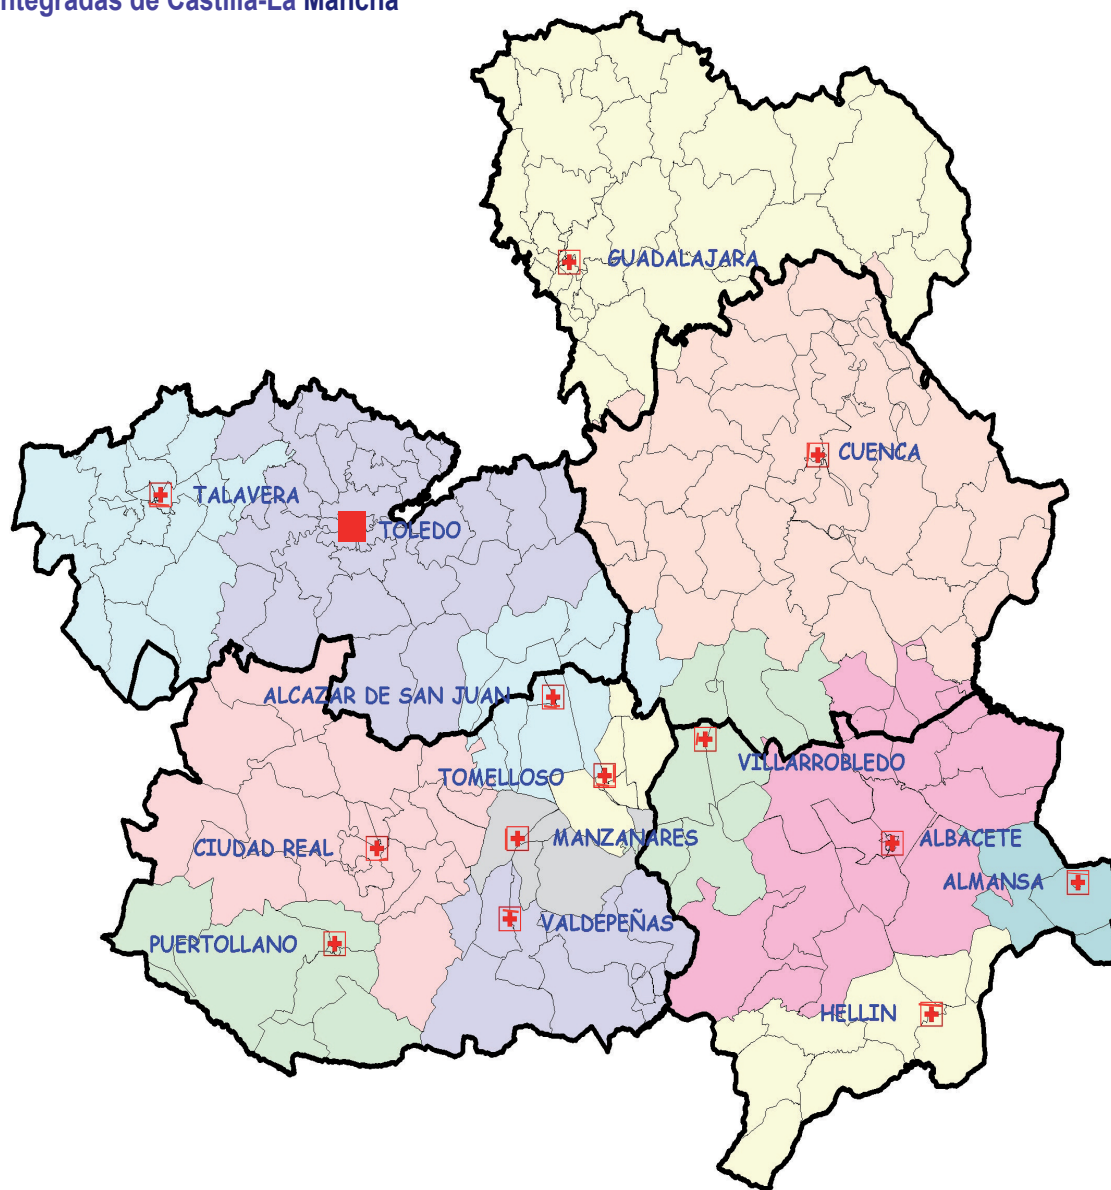 ntegradas de Castilla-La Mancha
GUADALAJARA
CUENCA
TALAVERA
TOLEDO
ALCAZAR DE SAN JUAN
VILLARROBLEDO
TOMELLOSO
MANZANARES
ALBACETE
CIUDAD REAL
ALMANSA
VALDEPEÑAS
PUERTOLLANO
HELLIN